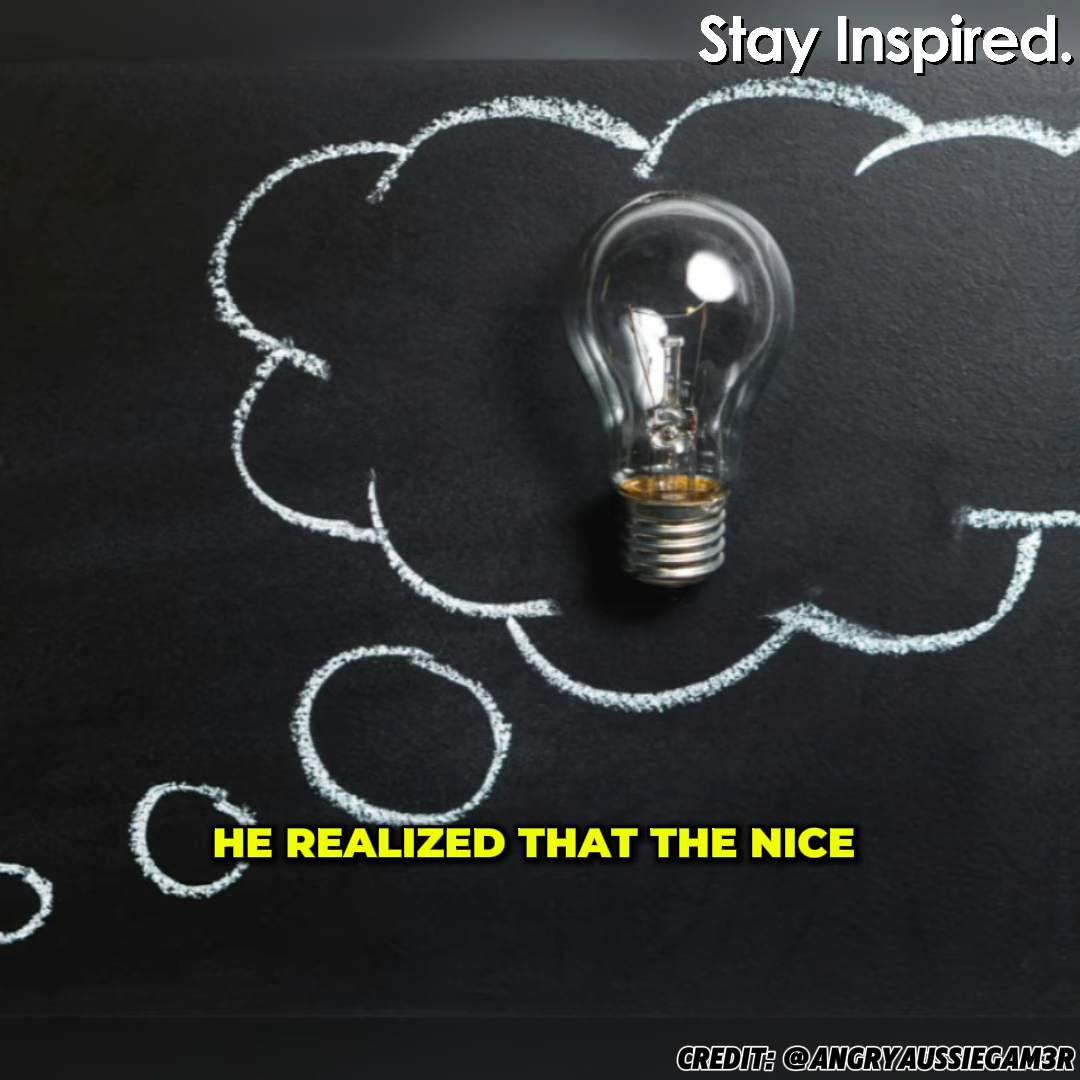 Stay Inspired.
HE REALIZED THAT THE NICE
CREDIT: @ANGRYAUSSIEGAM3R